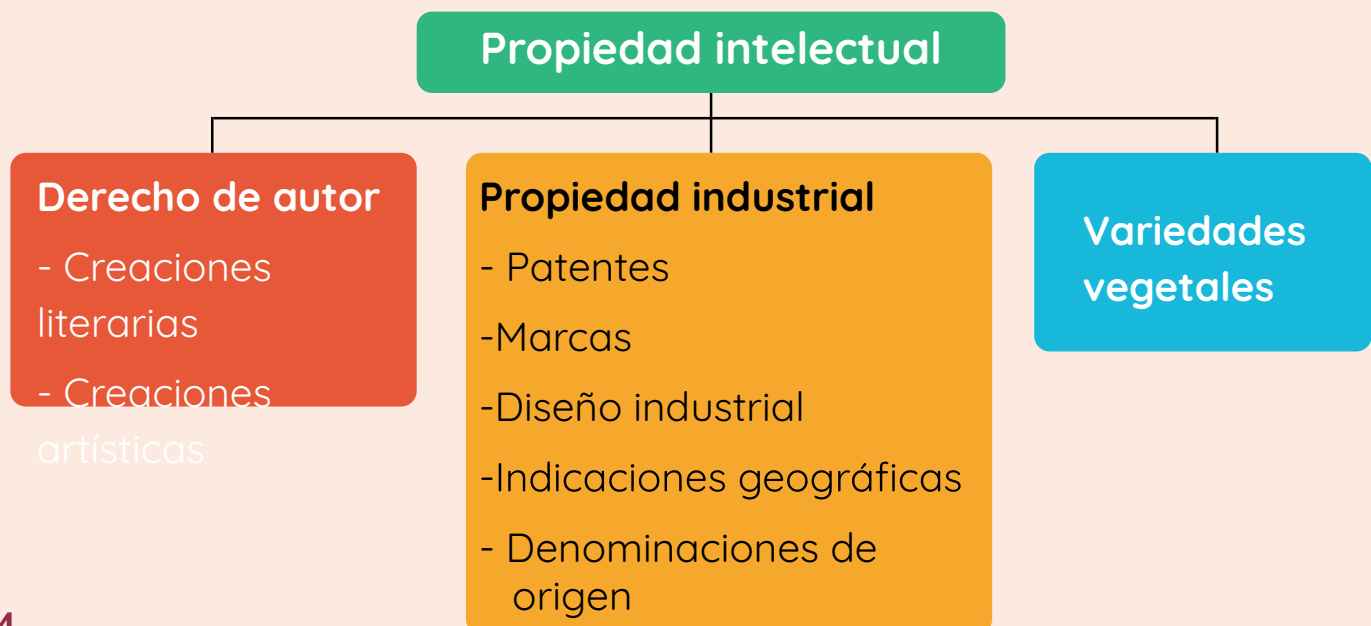 Propiedad intelectual
Derecho de autor
- Creaciones
literarias
- Creaciones
artísticas
Propiedad industrial
- Patentes
-Marcas
-Diseño industrial
-Indicaciones geográficas
- Denominaciones de
origen
Variedades
vegetales
4